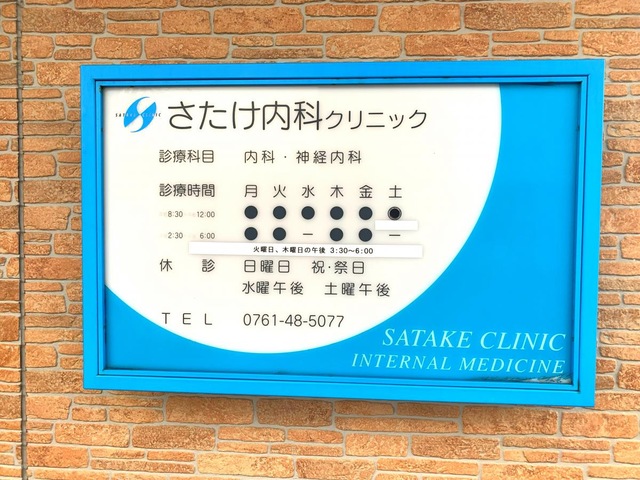 さたけ内科クリニック
SATAKE CLINIC
診療科目 内科・神経内科
診療時間 月 火 水 木 金 土
8:30 12:00 ● ● ● ● ● ◉
2:30 6:00 ● ● — ● ● —
火曜日、木曜日の午後 3:30～6:00
休診 日曜日 祝・祭日
水曜午後 土曜午後
TEL 0761-48-5077
SATAKE CLINIC
INTERNAL MEDICINE